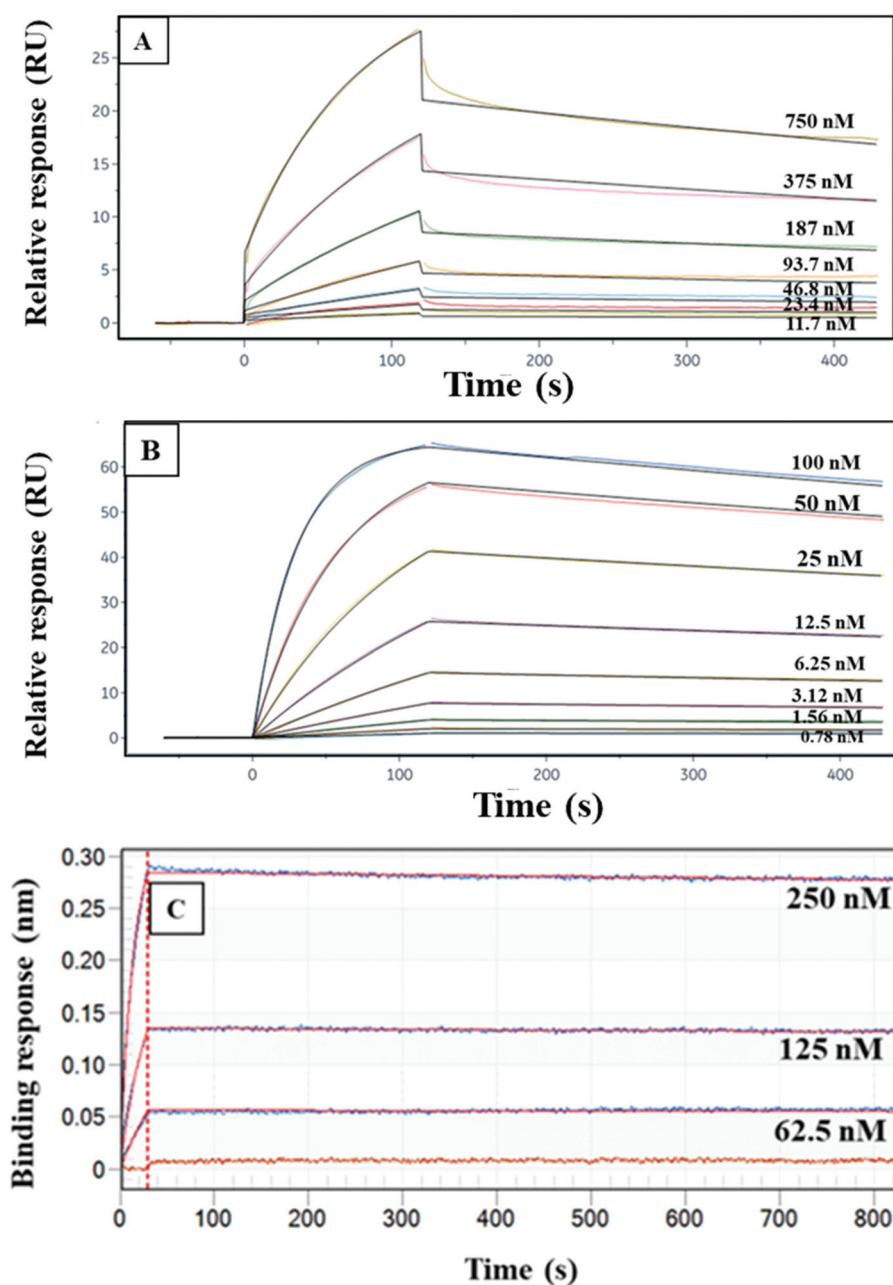 A
Relative response (RU)
25
20
15
10
5
0
750 nM
375 nM
187 nM
93.7 nM
46.8 nM
23.4 nM
11.7 nM
0 100 200 300 400
Time (s)
B
Relative response (RU)
60
50
40
30
20
10
0
100 nM
50 nM
25 nM
12.5 nM
6.25 nM
3.12 nM
1.56 nM
0.78 nM
0 100 200 300 400
Time (s)
C
Binding response (nm)
0.30
0.25
0.20
0.15
0.10
0.05
0
250 nM
125 nM
62.5 nM
0 100 200 300 400 500 600 700 800
Time (s)